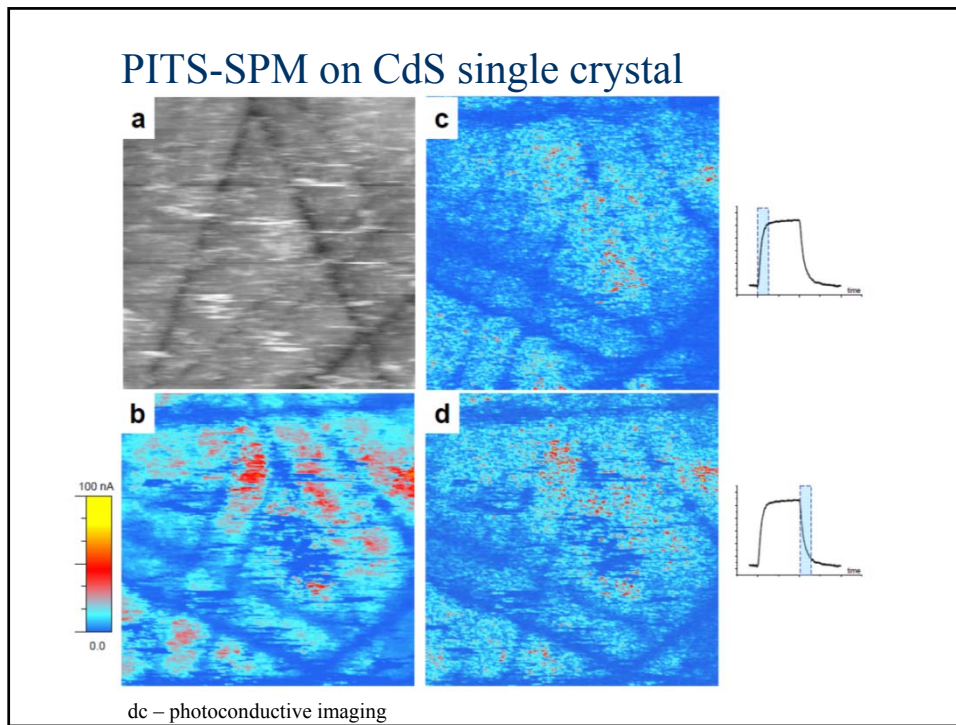 PITS-SPM on CdS single crystal
a
c
time
b
d
100 nA
0.0
time
dc – photoconductive imaging